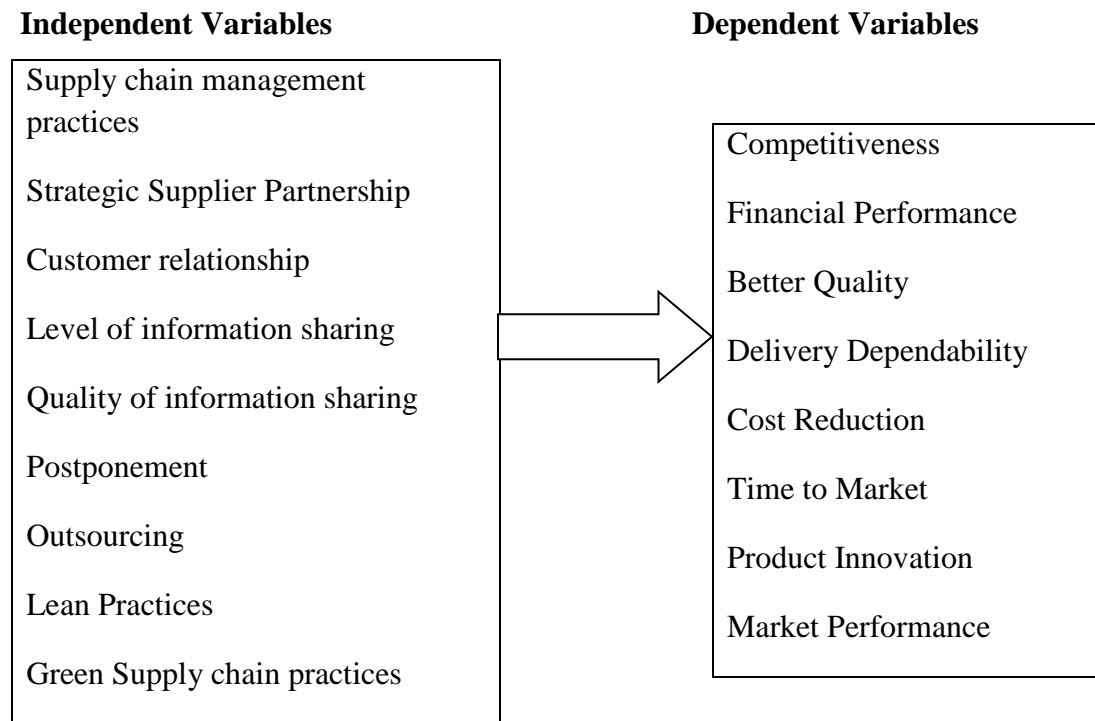 Independent Variables
Supply chain management
practices
Strategic Supplier Partnership
Customer relationship
Level of information sharing
Quality of information sharing
Postponement
Outsourcing
Lean Practices
Green Supply chain practices
Dependent Variables
Competitiveness
Financial Performance
Better Quality
Delivery Dependability
Cost Reduction
Time to Market
Product Innovation
Market Performance